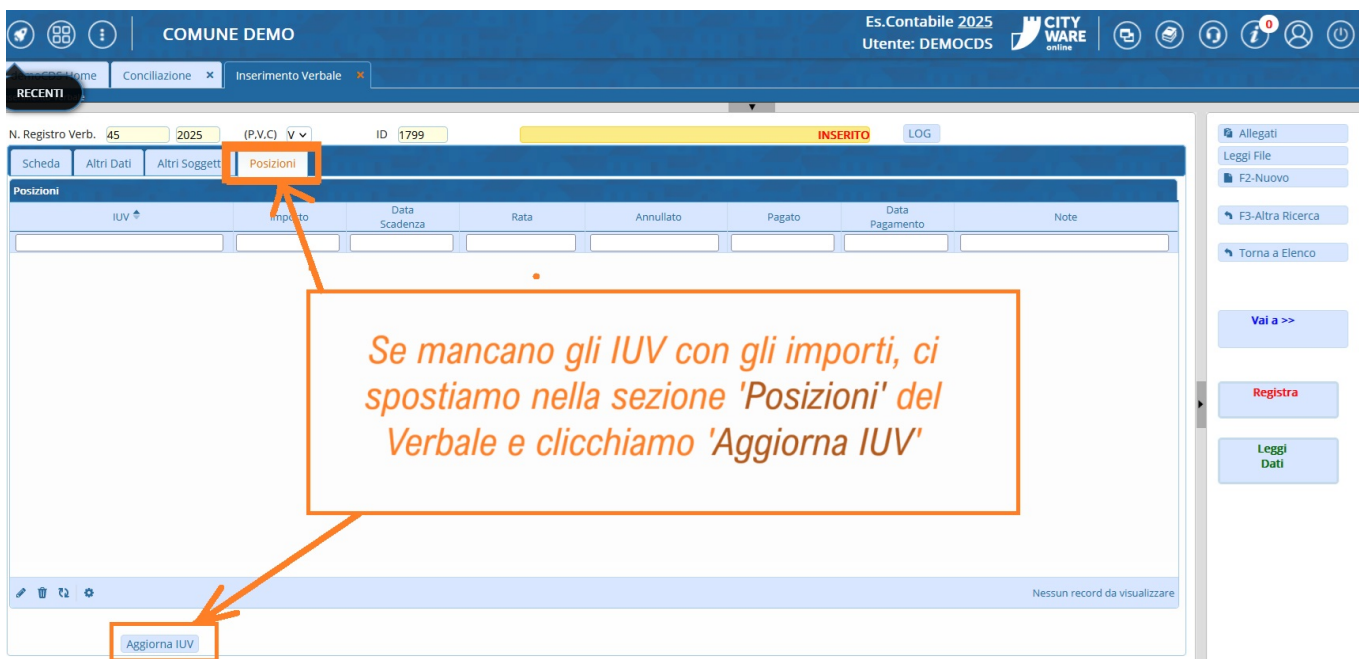 COMUNE DEMO
Es.Contabile 2025
Utente: DEMOCDS
CITY
WARE
online
0
Home
Conciliazione ×
Inserimento Verbale ×
RECENTI
N. Registro Verb. 45 2025 (P,V,C) V ID 1799 INSERITO LOG
Scheda Altri Dati Altri Soggett Posizioni
Posizioni
IUV Importo Data Scadenza Rata Annullato Pagato Data Pagamento Note
Se mancano gli IUV con gli importi, ci
spostiamo nella sezione 'Posizioni' del
Verbale e clicchiamo 'Aggiorna IUV'
Nessun record da visualizzare
Aggiorna IUV
Allegati
Leggi File
F2-Nuovo
F3-Altra Ricerca
Torna a Elenco
Vai a >>
Registra
Leggi
Dati